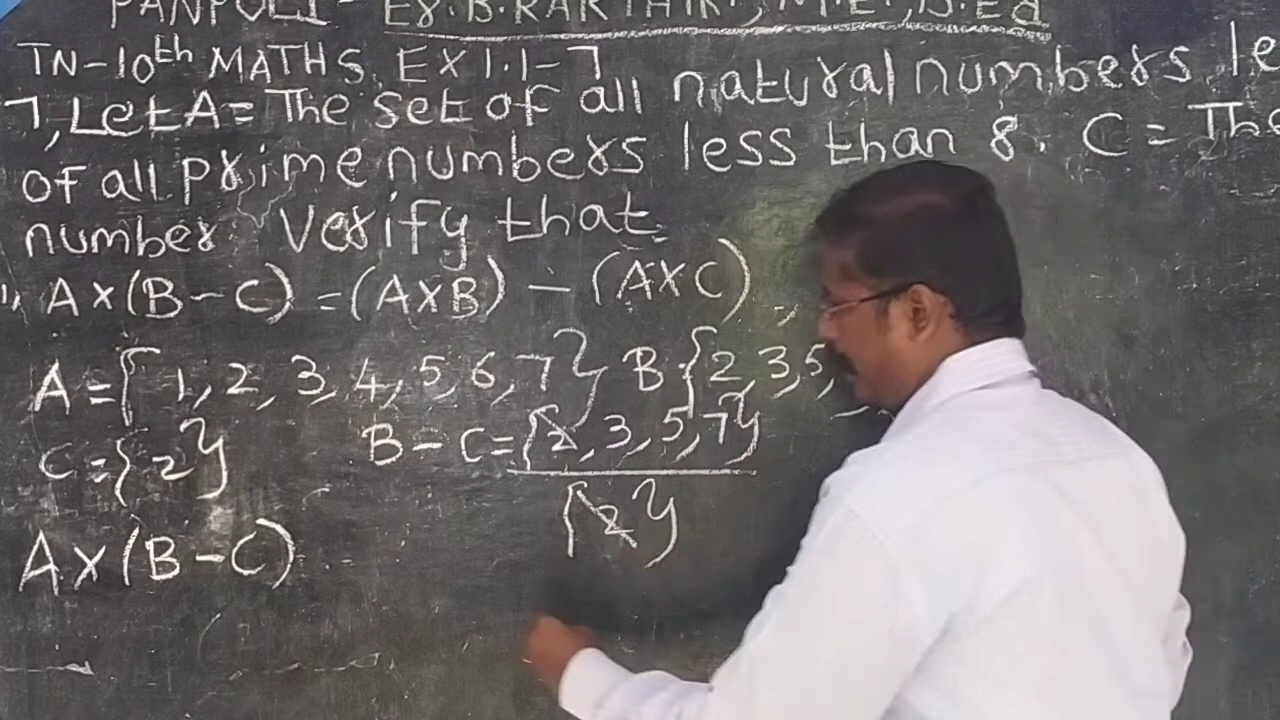 PANPOLI - Er. B. KARTHIK, M.E., B.Ed
TN-10th MATHS. EX 1.1-7
7, Let A = The set of all natural numbers le
of all prime numbers less than 8. C = The
number. Verify that
1, A×(B-C) = (A×B) - (A×C)
A = {1, 2, 3, 4, 5, 6, 7} B {2, 3, 5,
C = {2} B - C = {2, 3, 5, 7}
{2}
A×(B-C)